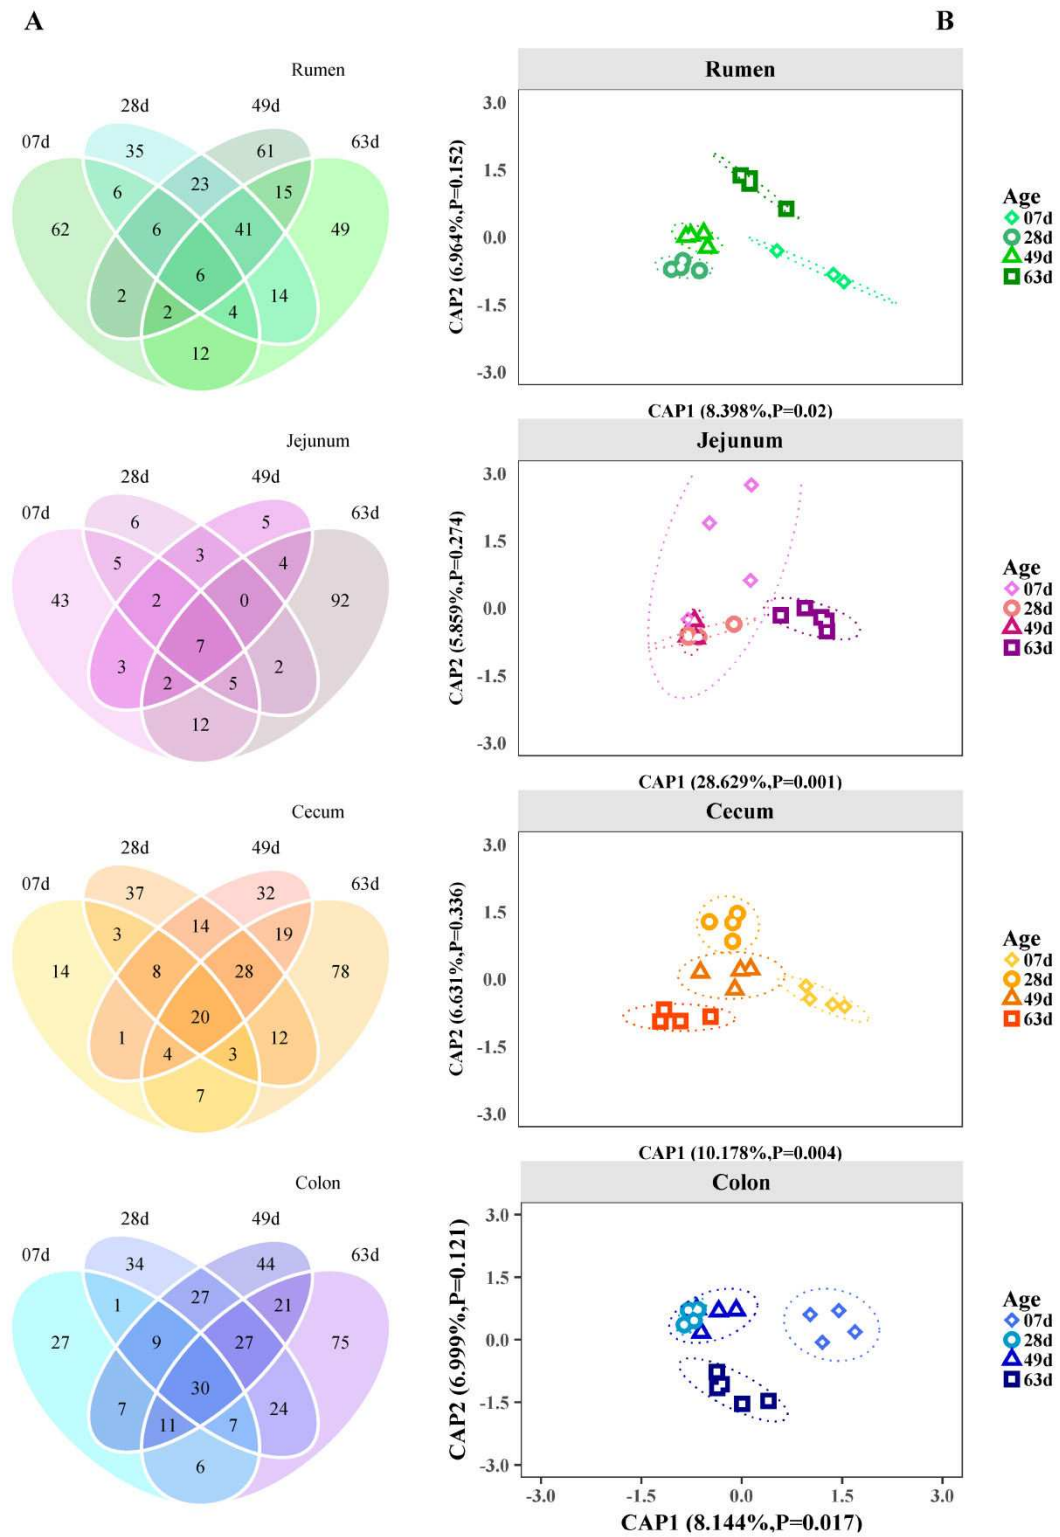 A
B
Rumen
28d
49d
07d
63d
35
61
6
23
15
62
6
41
49
6
2
2
4
14
12
Rumen
CAP2 (6.964%,P=0.152)
3.0
1.5
0.0
-1.5
-3.0
CAP1 (8.398%,P=0.02)
Age
07d
28d
49d
63d
Jejunum
28d
49d
07d
63d
6
5
5
3
4
43
2
0
92
7
3
2
5
2
12
Jejunum
CAP2 (5.859%,P=0.274)
3.0
1.5
0.0
-1.5
-3.0
CAP1 (28.629%,P=0.001)
Age
07d
28d
49d
63d
Cecum
28d
49d
07d
63d
37
32
3
14
19
14
8
28
78
20
1
4
3
12
7
Cecum
CAP2 (6.631%,P=0.336)
3.0
1.5
0.0
-1.5
-3.0
CAP1 (10.178%,P=0.004)
Age
07d
28d
49d
63d
Colon
28d
49d
07d
63d
34
44
1
27
21
27
9
27
75
30
7
11
7
24
6
Colon
CAP2 (6.999%,P=0.121)
3.0
1.5
0.0
-1.5
-3.0
-3.0 -1.5 0.0 1.5 3.0
CAP1 (8.144%,P=0.017)
Age
07d
28d
49d
63d